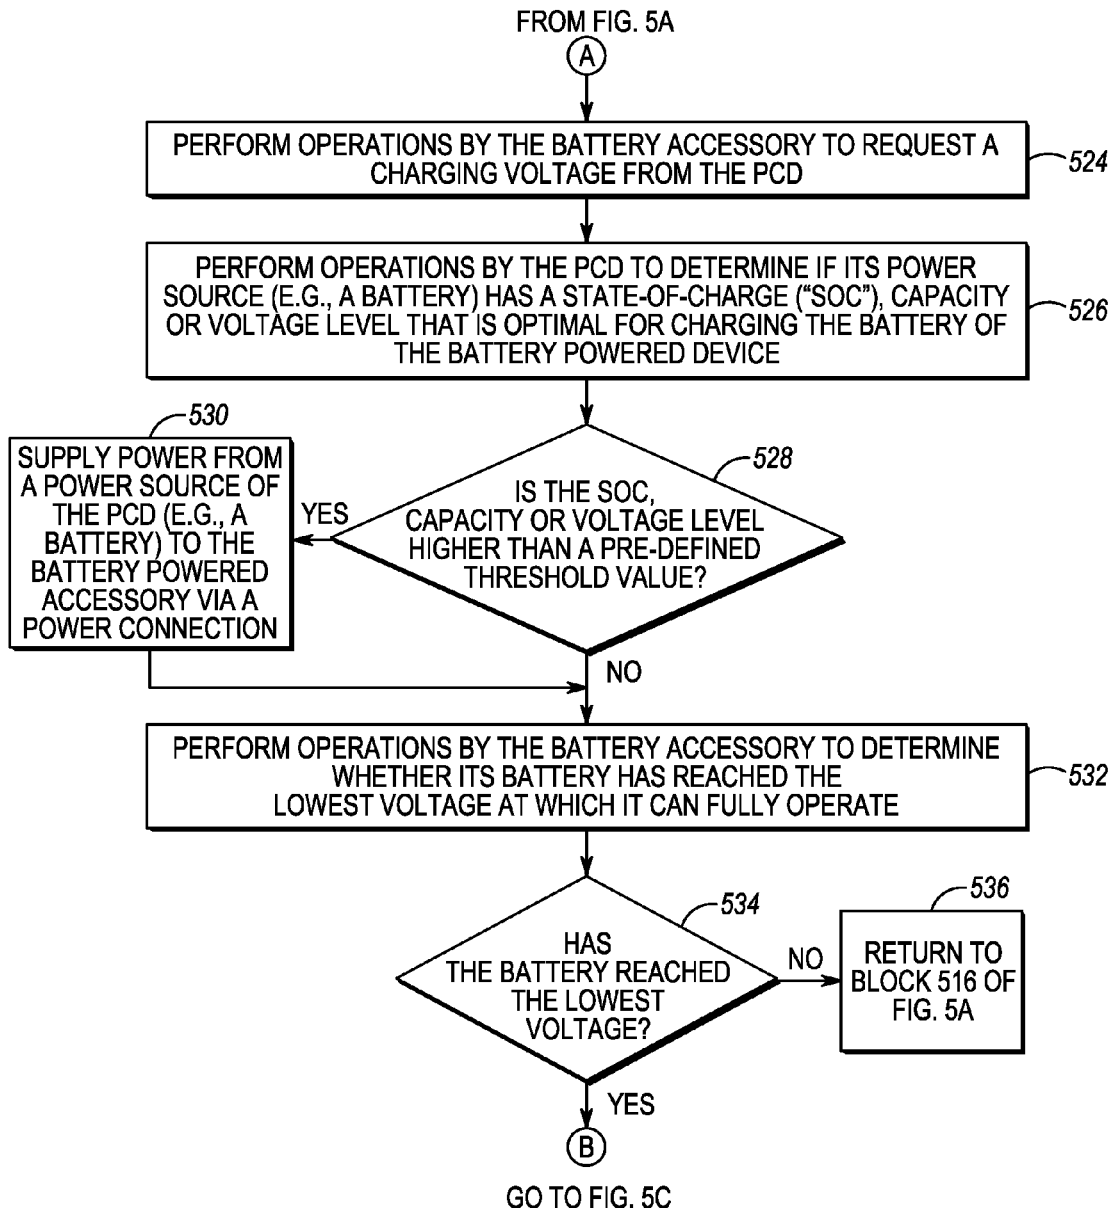 FROM FIG. 5A
A
PERFORM OPERATIONS BY THE BATTERY ACCESSORY TO REQUEST A
CHARGING VOLTAGE FROM THE PCD
524
PERFORM OPERATIONS BY THE PCD TO DETERMINE IF ITS POWER
SOURCE (E.G., A BATTERY) HAS A STATE-OF-CHARGE (“SOC”), CAPACITY
OR VOLTAGE LEVEL THAT IS OPTIMAL FOR CHARGING THE BATTERY OF
THE BATTERY POWERED DEVICE
526
530
SUPPLY POWER FROM
A POWER SOURCE OF
THE PCD (E.G., A
BATTERY) TO THE
BATTERY POWERED
ACCESSORY VIA A
POWER CONNECTION
YES
528
IS THE SOC,
CAPACITY OR VOLTAGE LEVEL
HIGHER THAN A PRE-DEFINED
THRESHOLD VALUE?
NO
PERFORM OPERATIONS BY THE BATTERY ACCESSORY TO DETERMINE
WHETHER ITS BATTERY HAS REACHED THE
LOWEST VOLTAGE AT WHICH IT CAN FULLY OPERATE
532
534
HAS
THE BATTERY REACHED
THE LOWEST
VOLTAGE?
NO
536
RETURN TO
BLOCK 516 OF
FIG. 5A
YES
B
GO TO FIG. 5C